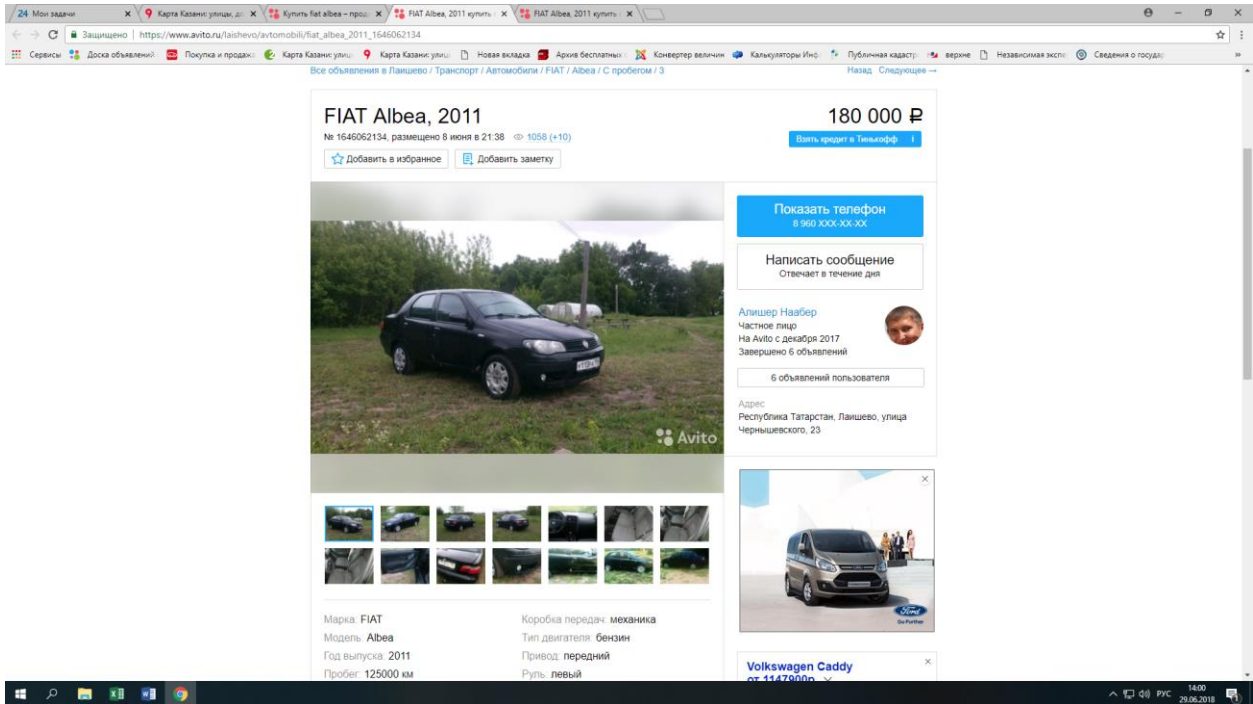 24 Мои задачи
Карта Казани: улицы, до
Купить fiat albea – прод
FIAT Albea, 2011 купить
FIAT Albea, 2011 купить
Защищено
https://www.avito.ru/laishevo/avtomobili/fiat_albea_2011_1646062134
Сервисы
Доска объявлений
Покупка и продажа
Карта Казани: улиц
Карта Казани: улиц
Новая вкладка
Архив бесплатных
Конвертер величин
Калькуляторы Инф
Публичная кадастр
верхне
Независимая экспе
Сведения о государ
Все объявления в Лаишево / Транспорт / Автомобили / FIAT / Albea / С пробегом / 3
Назад Следующее →
FIAT Albea, 2011
180 000 ₽
№ 1646062134, размещено 8 июня в 21:38 1058 (+10)
Взять кредит в Тинькофф i
Добавить в избранное
Добавить заметку
Показать телефон
8 960 XXX-XX-XX
Написать сообщение
Отвечает в течение дня
Алишер Наабер
Частное лицо
На Avito с декабря 2017
Завершено 6 объявлений
6 объявлений пользователя
Адрес
Республика Татарстан, Лаишево, улица
Чернышевского, 23
Avito
Ford
Go Further
Марка: FIAT
Коробка передач: механика
Модель: Albea
Тип двигателя: бензин
Год выпуска: 2011
Привод: передний
Пробег: 125000 км
Руль: левый
Volkswagen Caddy
от 1147900р.
РУС
14:00
29.06.2018